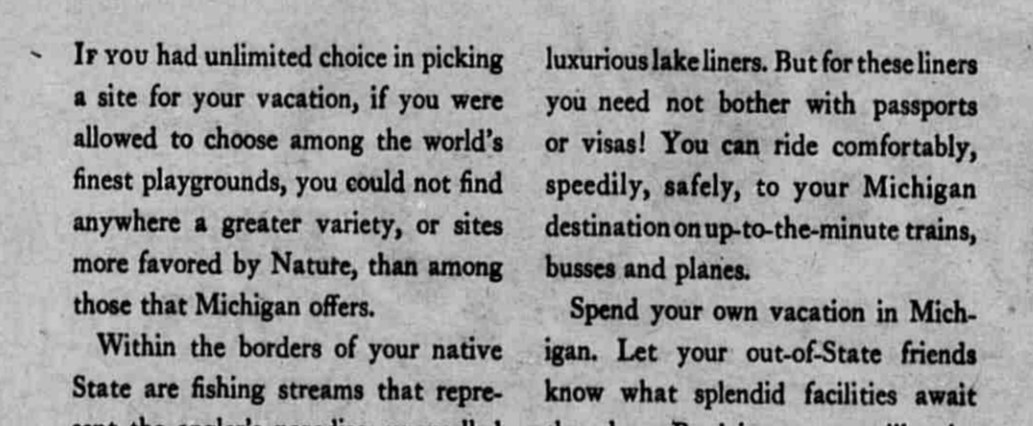 IF YOU had unlimited choice in picking
a site for your vacation, if you were
allowed to choose among the world's
finest playgrounds, you could not find
anywhere a greater variety, or sites
more favored by Nature, than among
those that Michigan offers.
Within the borders of your native
State are fishing streams that repre-
luxurious lake liners. But for these liners
you need not bother with passports
or visas! You can ride comfortably,
speedily, safely, to your Michigan
destination on up-to-the-minute trains,
busses and planes.
Spend your own vacation in Mich-
igan. Let your out-of-State friends
know what splendid facilities await